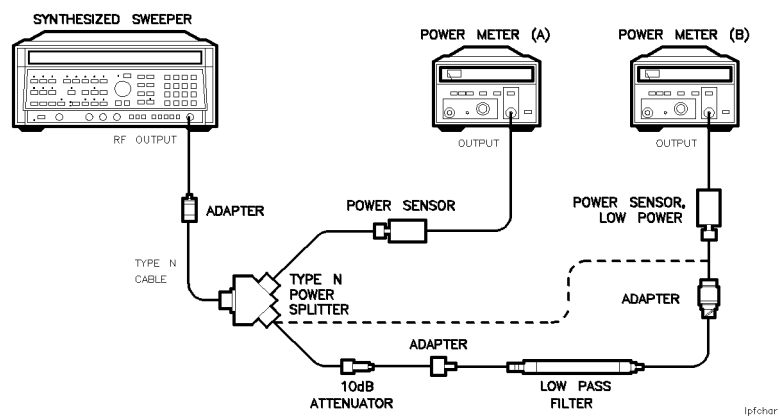 SYNTHESIZED SWEEPER
POWER METER (A)
POWER METER (B)
RF OUTPUT
OUTPUT
OUTPUT
ADAPTER
POWER SENSOR
POWER SENSOR,
LOW POWER
TYPE N
CABLE
TYPE N
POWER
SPLITTER
ADAPTER
ADAPTER
10dB
ATTENUATOR
LOW PASS
FILTER
lpfchar